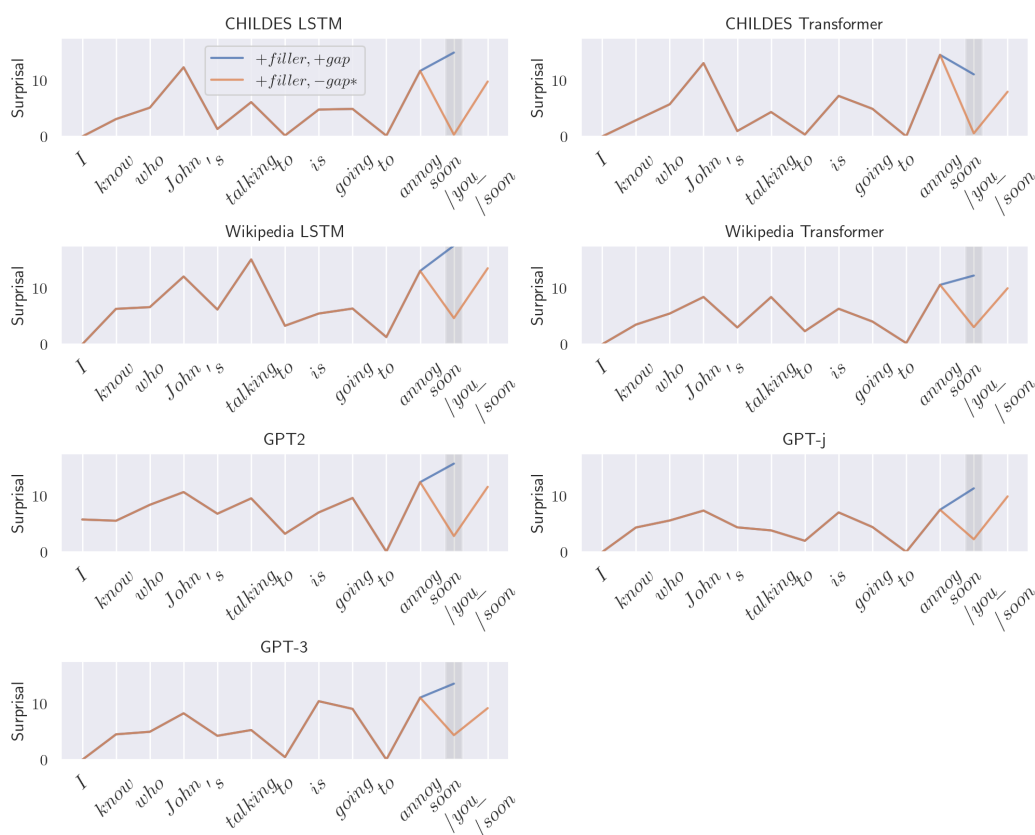 CHILDES LSTM
Surprisal
10
0
+filler, +gap
+filler, −gap*
I know who John 's talking to is going to annoy soon |you_ |soon
CHILDES Transformer
Surprisal
10
0
I know who John 's talking to is going to annoy soon |you_ |soon
Wikipedia LSTM
Surprisal
10
0
I know who John 's talking to is going to annoy soon |you_ |soon
Wikipedia Transformer
Surprisal
10
0
I know who John 's talking to is going to annoy soon |you_ |soon
GPT2
Surprisal
10
0
I know who John 's talking to is going to annoy soon |you_ |soon
GPT-j
Surprisal
10
0
I know who John 's talking to is going to annoy soon |you_ |soon
GPT-3
Surprisal
10
0
I know who John 's talking to is going to annoy soon |you_ |soon